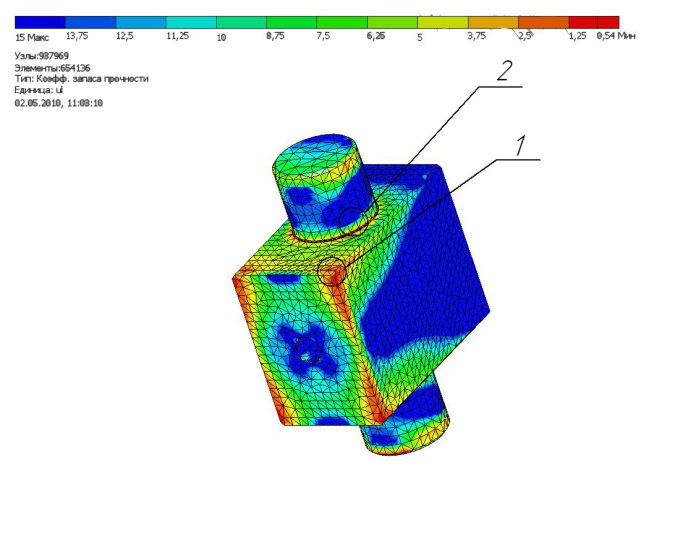 15 Макс 13,75 12,5 11,25 10 8,75 7,5 6,25 5 3,75 2,5 1,25 0,54 Мин
Узлы:937969
Элементы:654136
Тип: Коэфф. запаса прочности
Единица: ul
02.05.2010, 11:03:10
2
1